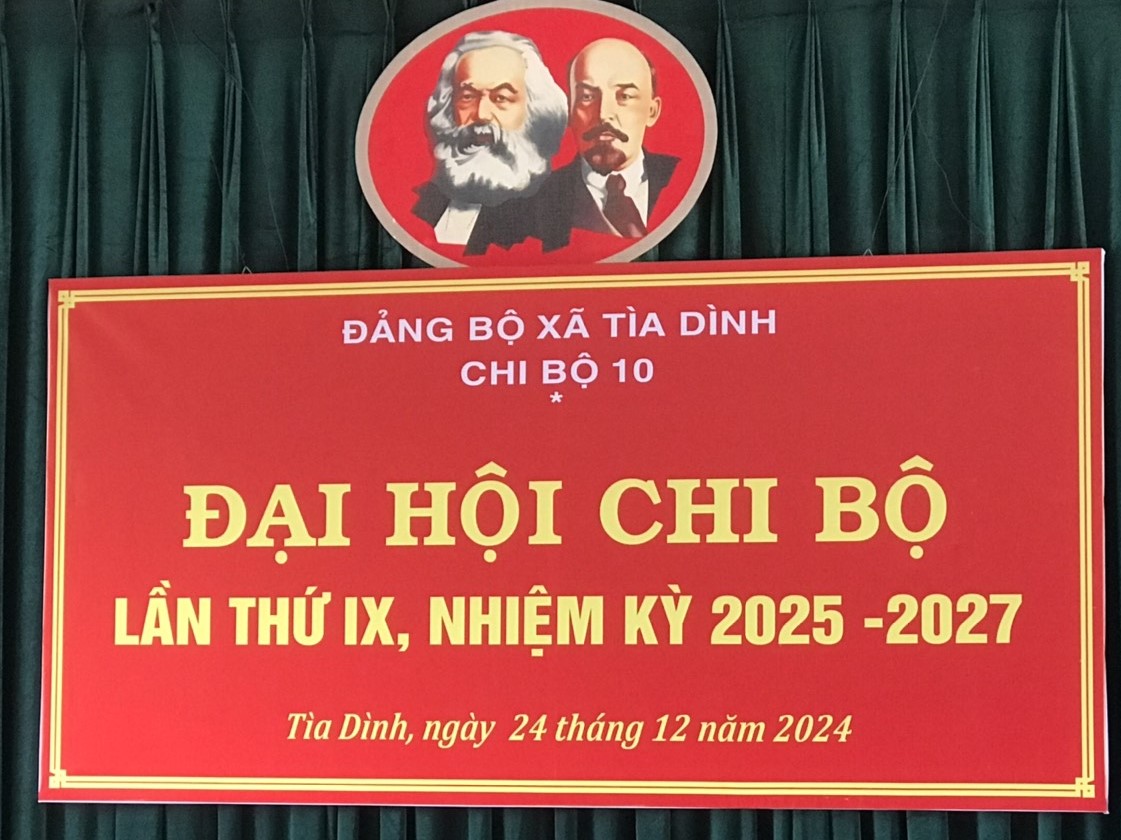 ĐẢNG BỘ XÃ TÌA DÌNH
CHI BỘ 10
*
ĐẠI HỘI CHI BỘ
LẦN THỨ IX, NHIỆM KỲ 2025 -2027
Tìa Dình, ngày 24 tháng 12 năm 2024